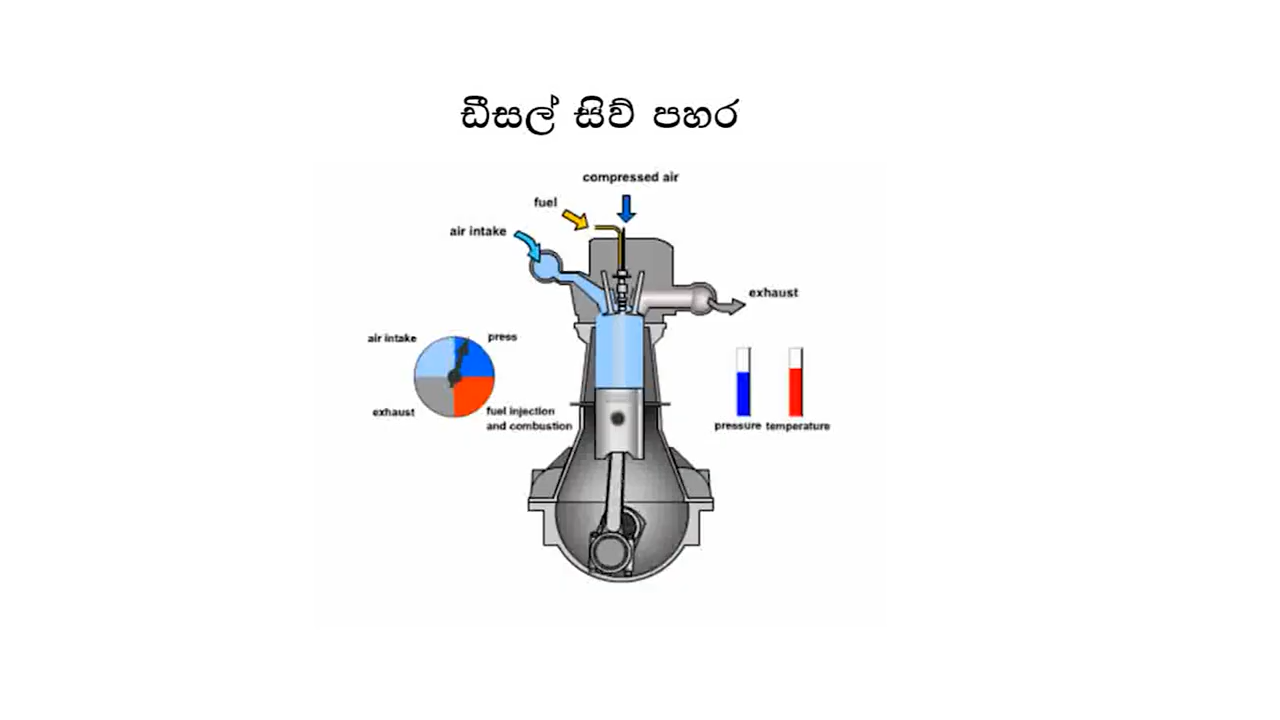 ඩීසල් සිව් පහර
compressed air
fuel
air intake
exhaust
air intake
press
exhaust
fuel injection
and combustion
pressure
temperature